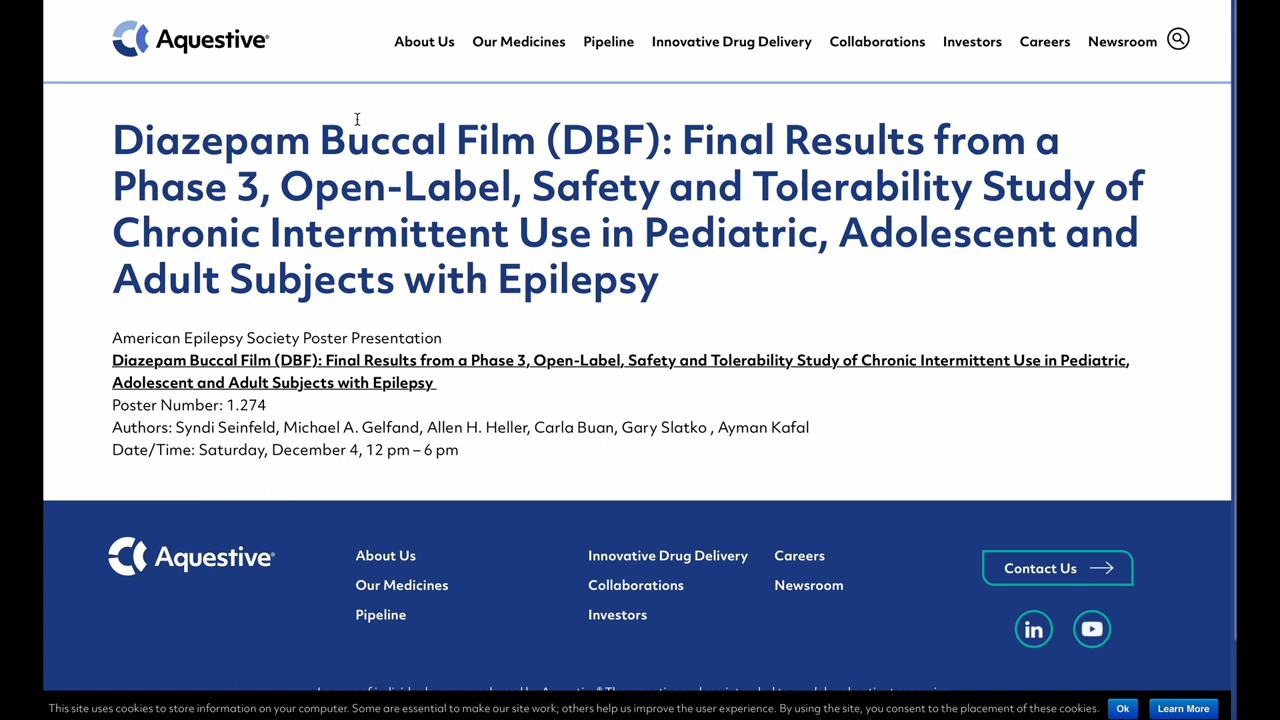 Aquestive
About Us Our Medicines Pipeline Innovative Drug Delivery Collaborations Investors Careers Newsroom
Diazepam Buccal Film (DBF): Final Results from a
Phase 3, Open-Label, Safety and Tolerability Study of
Chronic Intermittent Use in Pediatric, Adolescent and
Adult Subjects with Epilepsy
American Epilepsy Society Poster Presentation
Diazepam Buccal Film (DBF): Final Results from a Phase 3, Open-Label, Safety and Tolerability Study of Chronic Intermittent Use in Pediatric,
Adolescent and Adult Subjects with Epilepsy
Poster Number: 1.274
Authors: Syndi Seinfeld, Michael A. Gelfand, Allen H. Heller, Carla Buan, Gary Slatko , Ayman Kafal
Date/Time: Saturday, December 4, 12 pm – 6 pm
Aquestive
About Us
Our Medicines
Pipeline
Innovative Drug Delivery
Collaborations
Investors
Careers
Newsroom
Contact Us
in
This site uses cookies to store information on your computer. Some are essential to make our site work; others help us improve the user experience. By using the site, you consent to the placement of these cookies. Ok Learn More